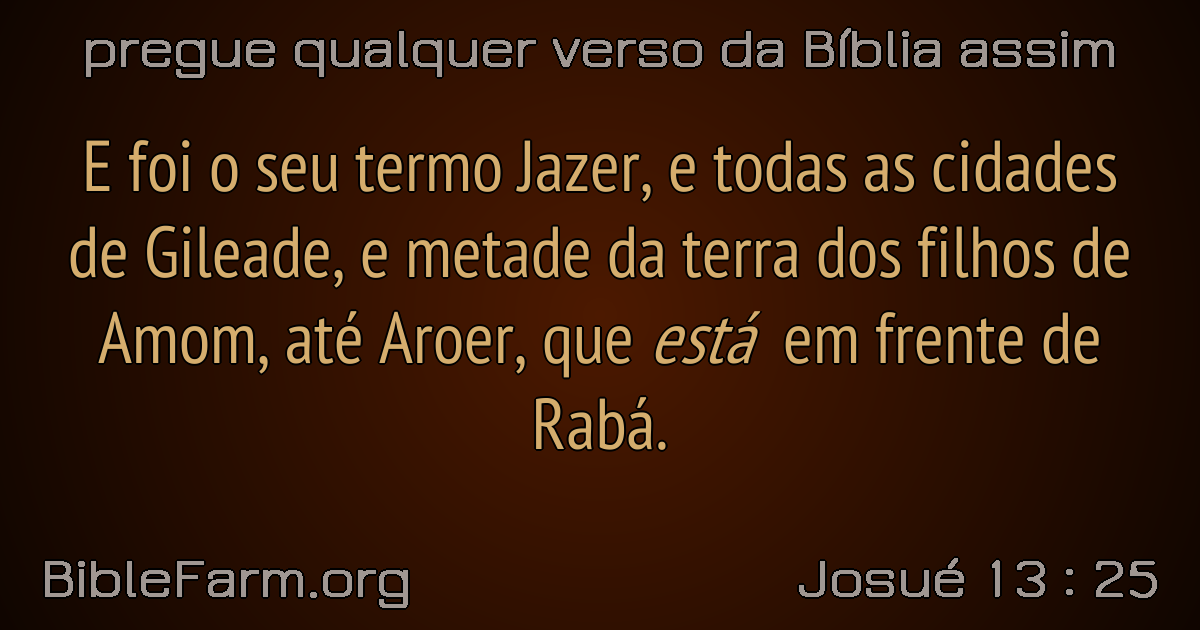 pregue qualquer verso da Bíblia assim
E foi o seu termo Jazer, e todas as cidades
de Gileade, e metade da terra dos filhos de
Amom, até Aroer, que está em frente de
Rabá.
BibleFarm.org
Josué 13 : 25